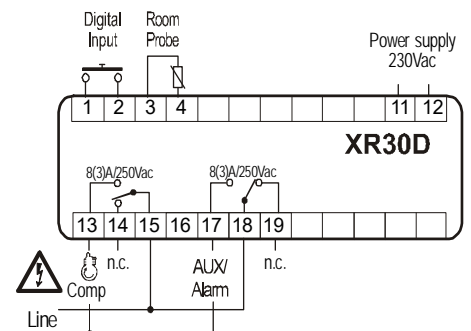 Digital Input
Room Probe
Power supply 230Vac
1 2 3 4 11 12
XR30D
8(3)A/250Vac 8(3)A/250Vac
13 14 15 16 17 18 19
n.c. AUX/ n.c.
Comp Alarm
Line